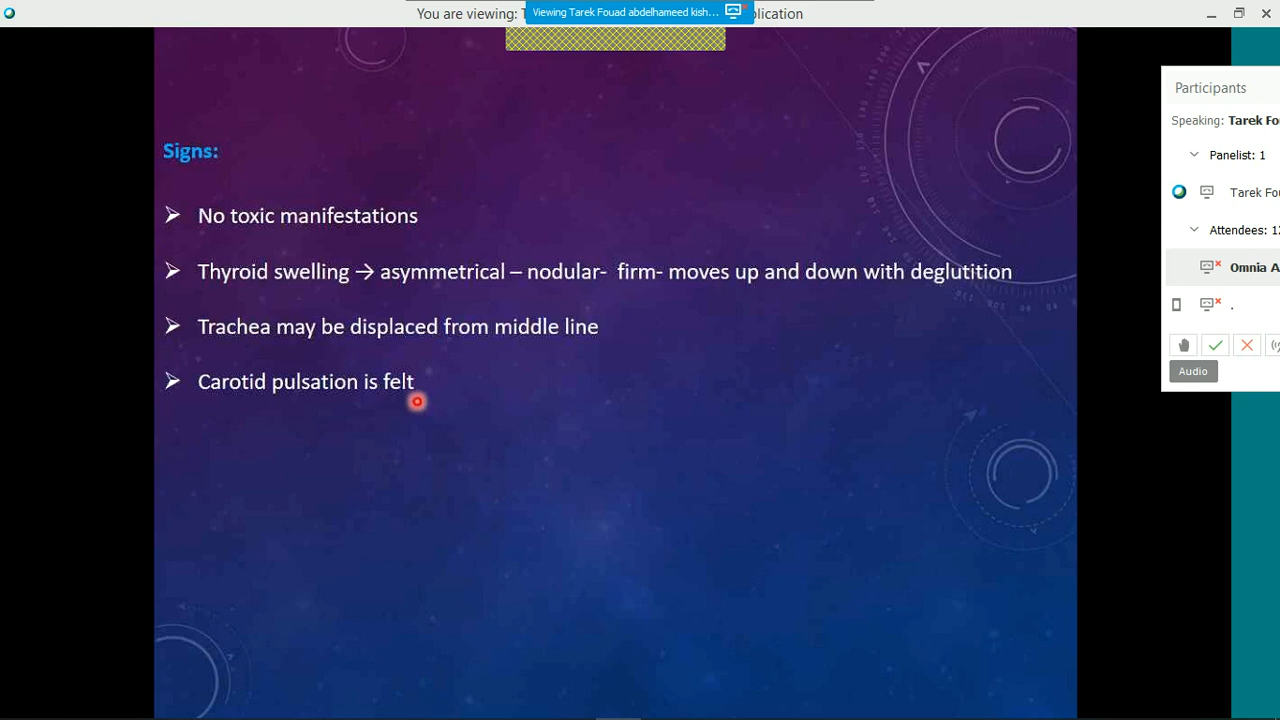 You are viewing:
Viewing Tarek Fouad abdelhameed kish...
Signs:
➢ No toxic manifestations
➢ Thyroid swelling → asymmetrical – nodular-  firm- moves up and down with deglutition
➢ Trachea may be displaced from middle line
➢ Carotid pulsation is felt
Participants
Speaking: Tarek Fo
Panelist: 1
Tarek Fo
Attendees: 12
Omnia A
.
Audio